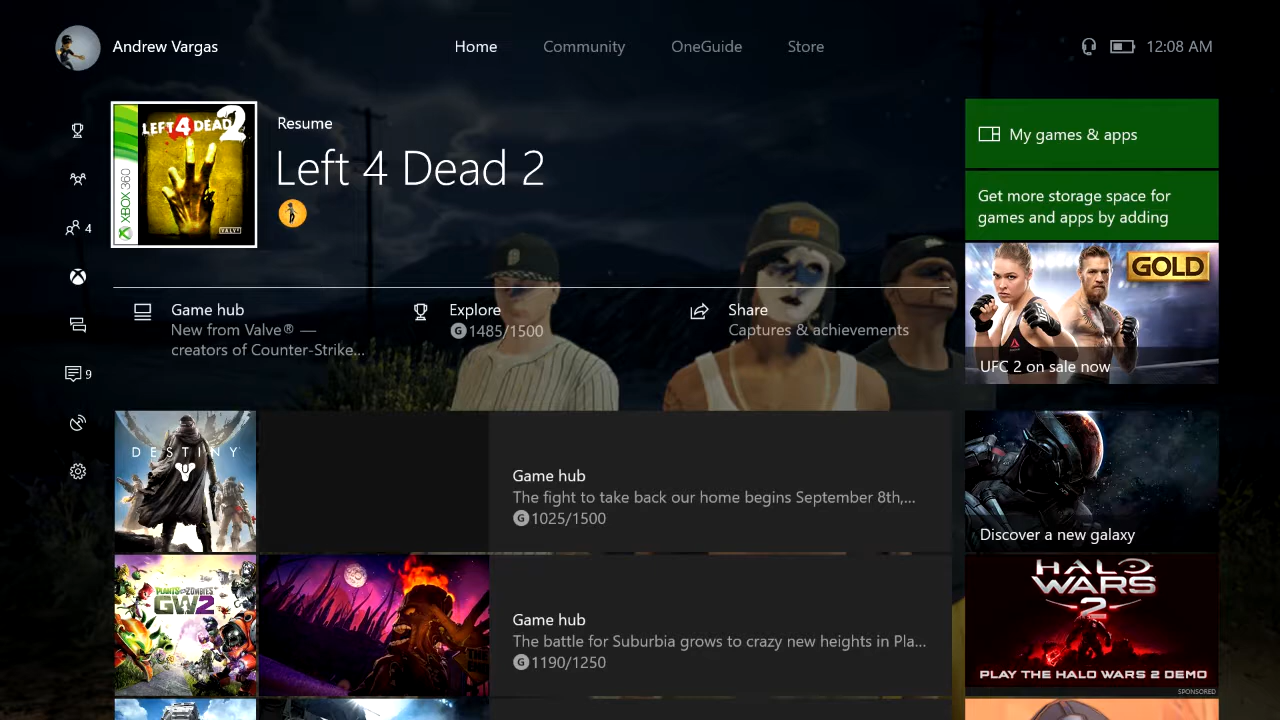 Andrew Vargas
Home
Community
OneGuide
Store
12:08 AM
4
9
XBOX 360
LEFT 4 DEAD 2
VALVE
Resume
Left 4 Dead 2
Game hub
New from Valve® —
creators of Counter-Strike...
Explore
G 1485/1500
Share
Captures & achievements
My games & apps
Get more storage space for
games and apps by adding
GOLD
UFC 2 on sale now
DESTINY
Game hub
The fight to take back our home begins September 8th,...
G 1025/1500
Discover a new galaxy
PLANTS VS ZOMBIES
GW2
Game hub
The battle for Suburbia grows to crazy new heights in Pla...
G 1190/1250
HALO
WARS
2
PLAY THE HALO WARS 2 DEMO
SPONSORED